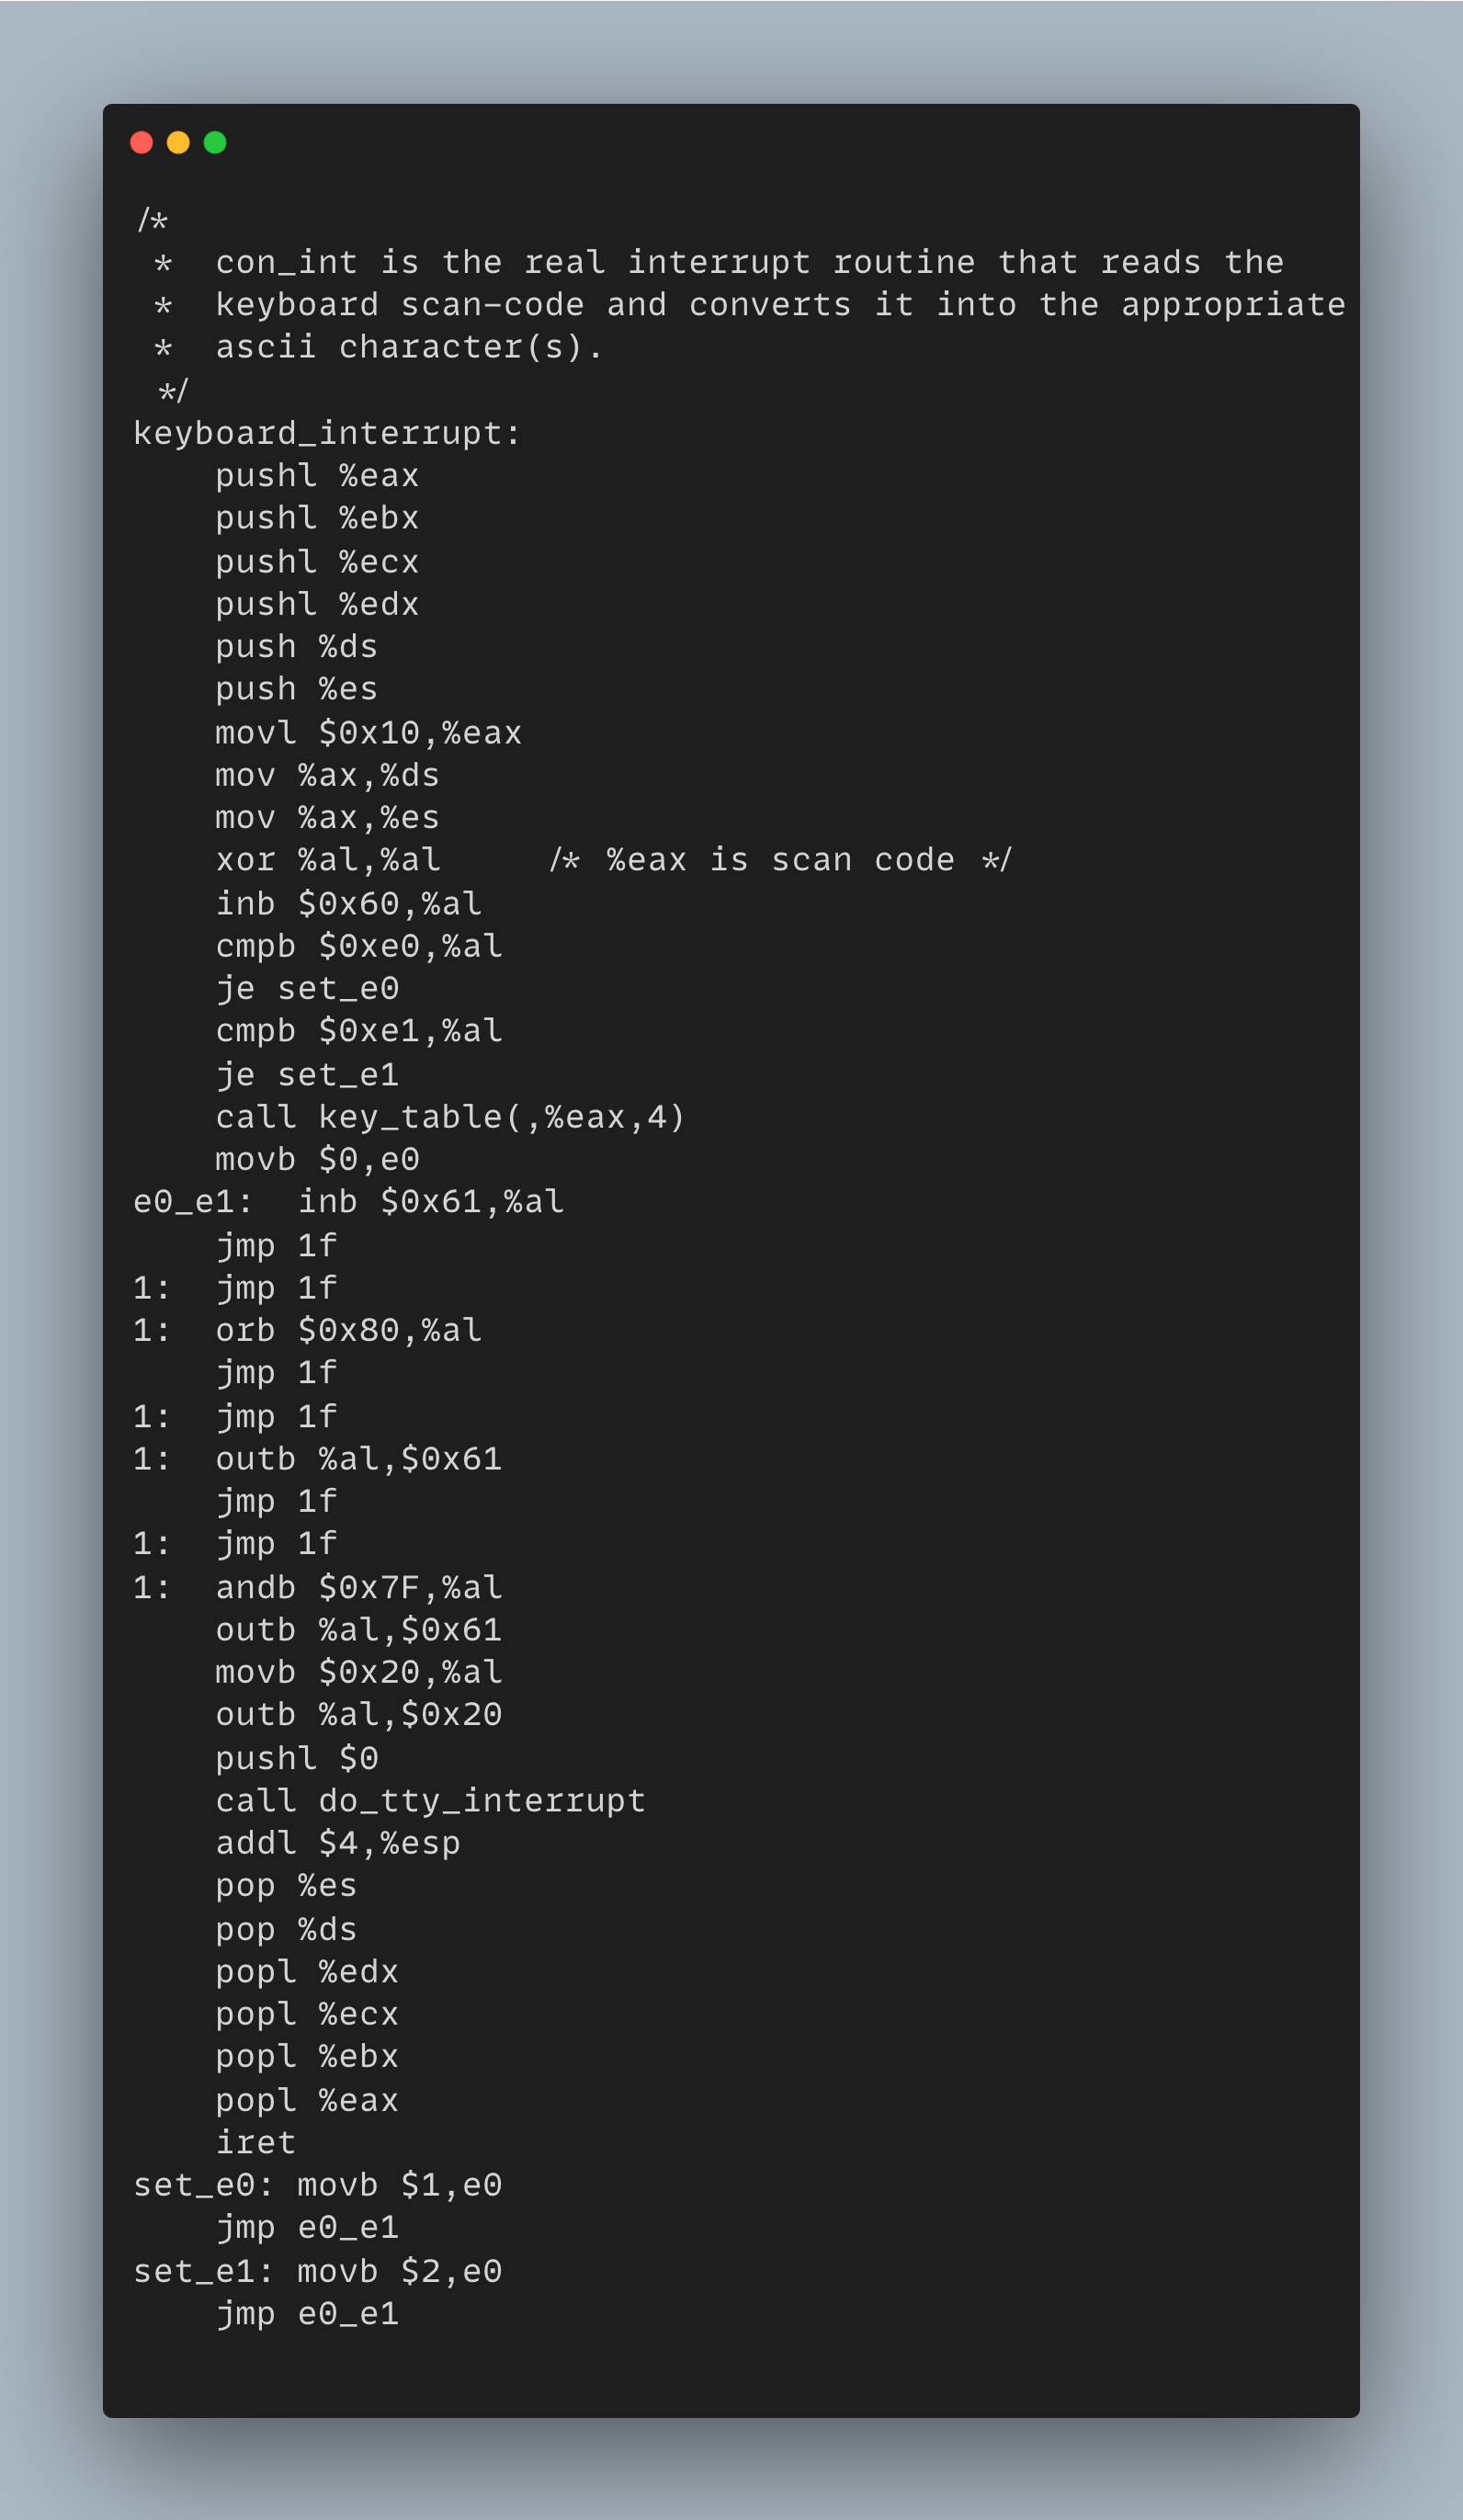 /*
 *  con_int is the real interrupt routine that reads the
 *  keyboard scan-code and converts it into the appropriate
 *  ascii character(s).
 */
keyboard_interrupt:
    pushl %eax
    pushl %ebx
    pushl %ecx
    pushl %edx
    push %ds
    push %es
    movl $0x10,%eax
    mov %ax,%ds
    mov %ax,%es
    xor %al,%al     /* %eax is scan code */
    inb $0x60,%al
    cmpb $0xe0,%al
    je set_e0
    cmpb $0xe1,%al
    je set_e1
    call key_table(,%eax,4)
    movb $0,e0
e0_e1:  inb $0x61,%al
    jmp 1f
1:  jmp 1f
1:  orb $0x80,%al
    jmp 1f
1:  jmp 1f
1:  outb %al,$0x61
    jmp 1f
1:  jmp 1f
1:  andb $0x7F,%al
    outb %al,$0x61
    movb $0x20,%al
    outb %al,$0x20
    pushl $0
    call do_tty_interrupt
    addl $4,%esp
    pop %es
    pop %ds
    popl %edx
    popl %ecx
    popl %ebx
    popl %eax
    iret
set_e0: movb $1,e0
    jmp e0_e1
set_e1: movb $2,e0
    jmp e0_e1